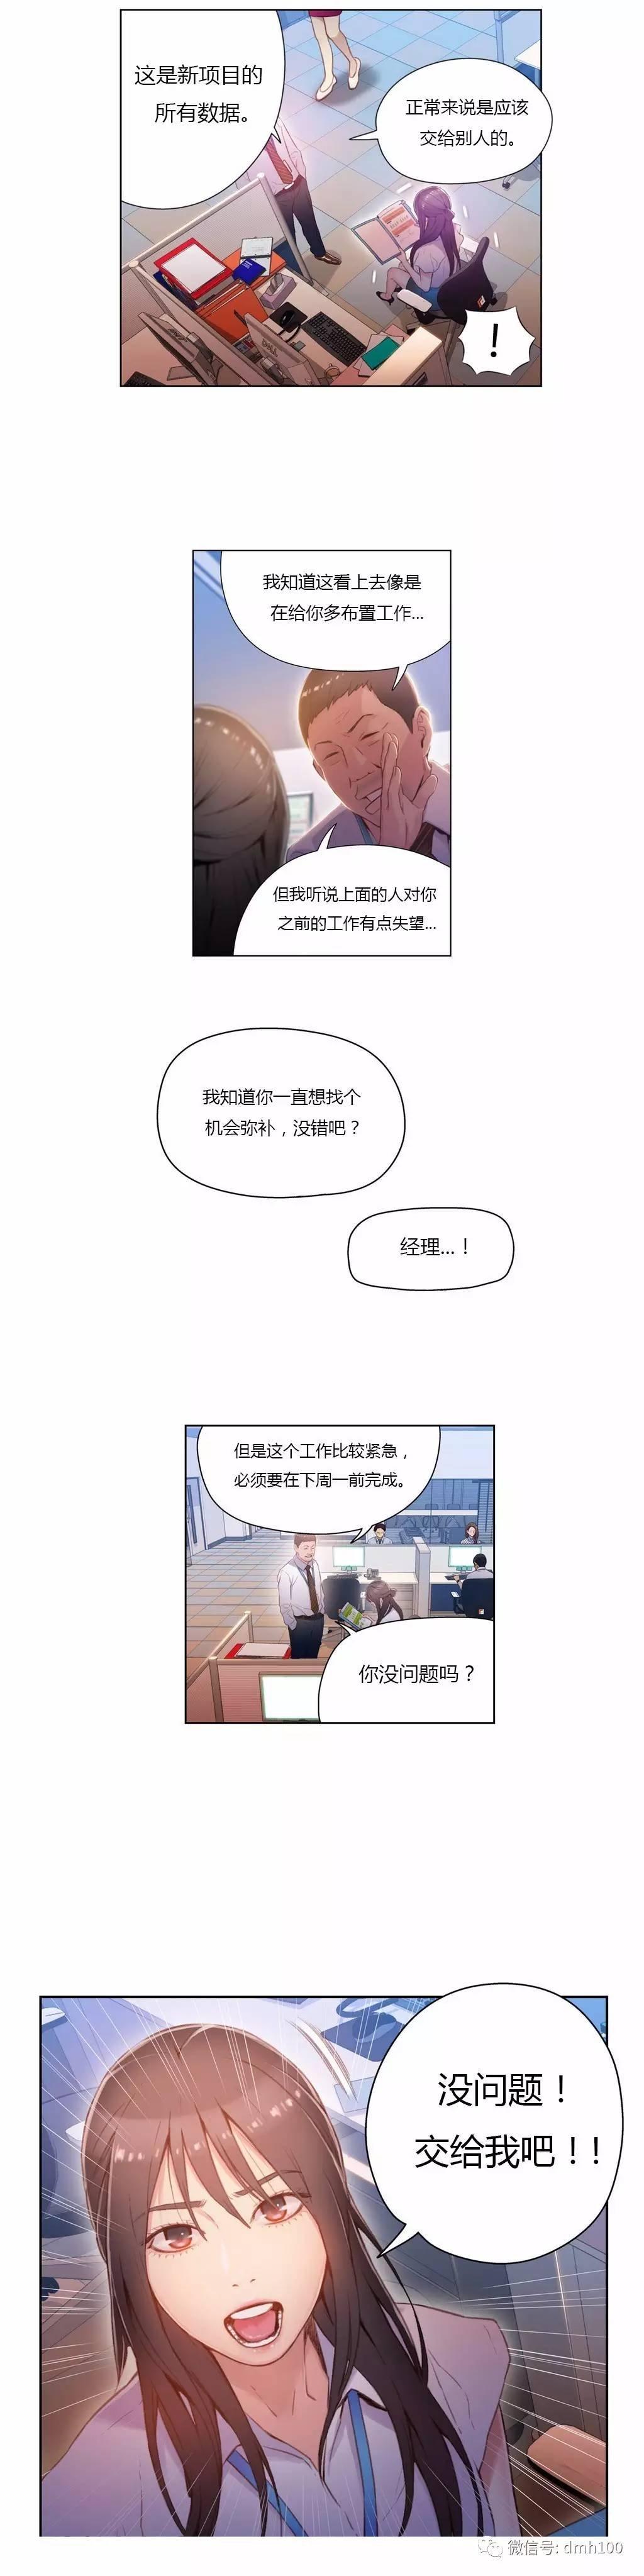 这是新项目的
所有数据。
正常来说是应该
交给别人的。
DELL
！
我知道这看上去像是
在给你多布置工作...
但我听说上面的人对你
之前的工作有点失望...
我知道你一直想找个
机会弥补，没错吧？
经理...！
但是这个工作比较紧急，
必须要在下周一前完成。
你没问题吗？
没问题！
交给我吧！！
微信号: dmh100